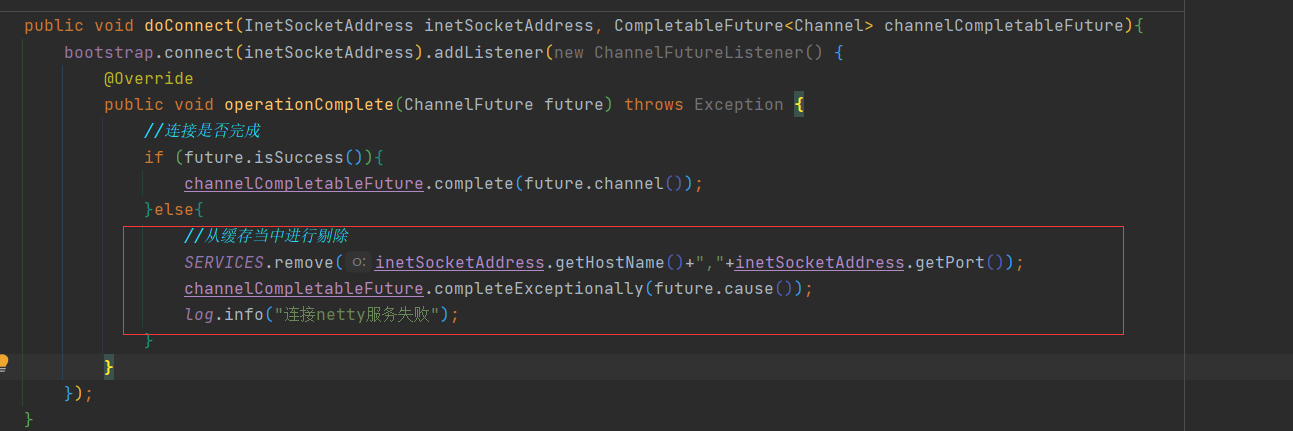 public void doConnect(InetSocketAddress inetSocketAddress, CompletableFuture<Channel> channelCompletableFuture){
bootstrap.connect(inetSocketAddress).addListener(new ChannelFutureListener() {
@Override
public void operationComplete(ChannelFuture future) throws Exception {
//连接是否完成
if (future.isSuccess()){
channelCompletableFuture.complete(future.channel());
}else{
//从缓存当中进行剔除
SERVICES.remove( o: inetSocketAddress.getHostName()+","+inetSocketAddress.getPort());
channelCompletableFuture.completeExceptionally(future.cause());
log.info("连接netty服务失败");
}
}
});
}